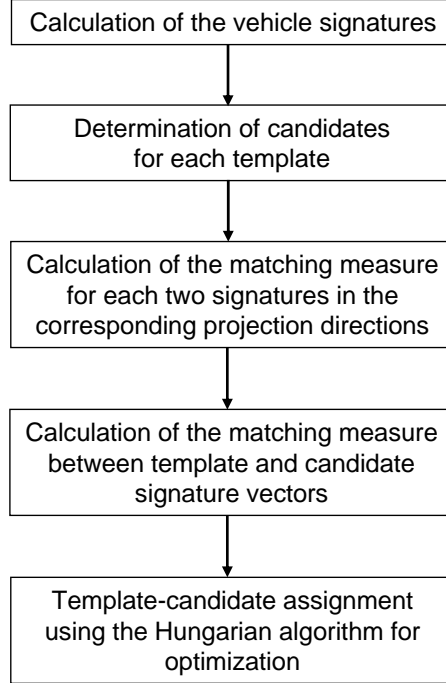 Calculation of the vehicle signatures
Determination of candidates
for each template
Calculation of the matching measure
for each two signatures in the
corresponding projection directions
Calculation of the matching measure
between template and candidate
signature vectors
Template-candidate assignment
using the Hungarian algorithm for
optimization